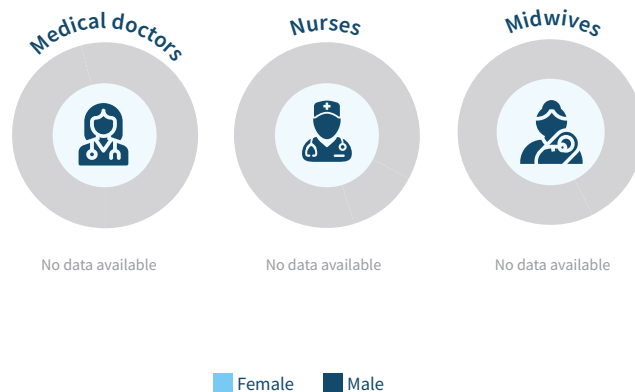 Medical doctors
Nurses
Midwives
No data available
No data available
No data available
Female
Male